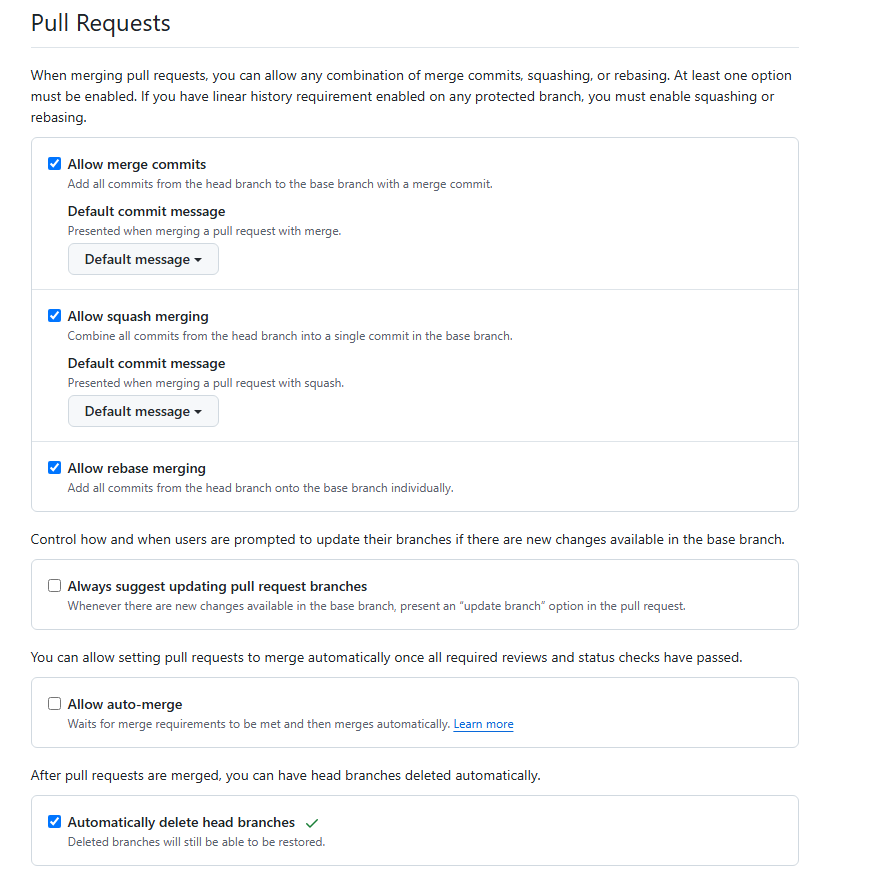 Pull Requests
When merging pull requests, you can allow any combination of merge commits, squashing, or rebasing. At least one option
must be enabled. If you have linear history requirement enabled on any protected branch, you must enable squashing or
rebasing.
Allow merge commits
Add all commits from the head branch to the base branch with a merge commit.
Default commit message
Presented when merging a pull request with merge.
Default message
Allow squash merging
Combine all commits from the head branch into a single commit in the base branch.
Default commit message
Presented when merging a pull request with squash.
Default message
Allow rebase merging
Add all commits from the head branch onto the base branch individually.
Control how and when users are prompted to update their branches if there are new changes available in the base branch.
Always suggest updating pull request branches
Whenever there are new changes available in the base branch, present an “update branch” option in the pull request.
You can allow setting pull requests to merge automatically once all required reviews and status checks have passed.
Allow auto-merge
Waits for merge requirements to be met and then merges automatically. Learn more
After pull requests are merged, you can have head branches deleted automatically.
Automatically delete head branches
Deleted branches will still be able to be restored.